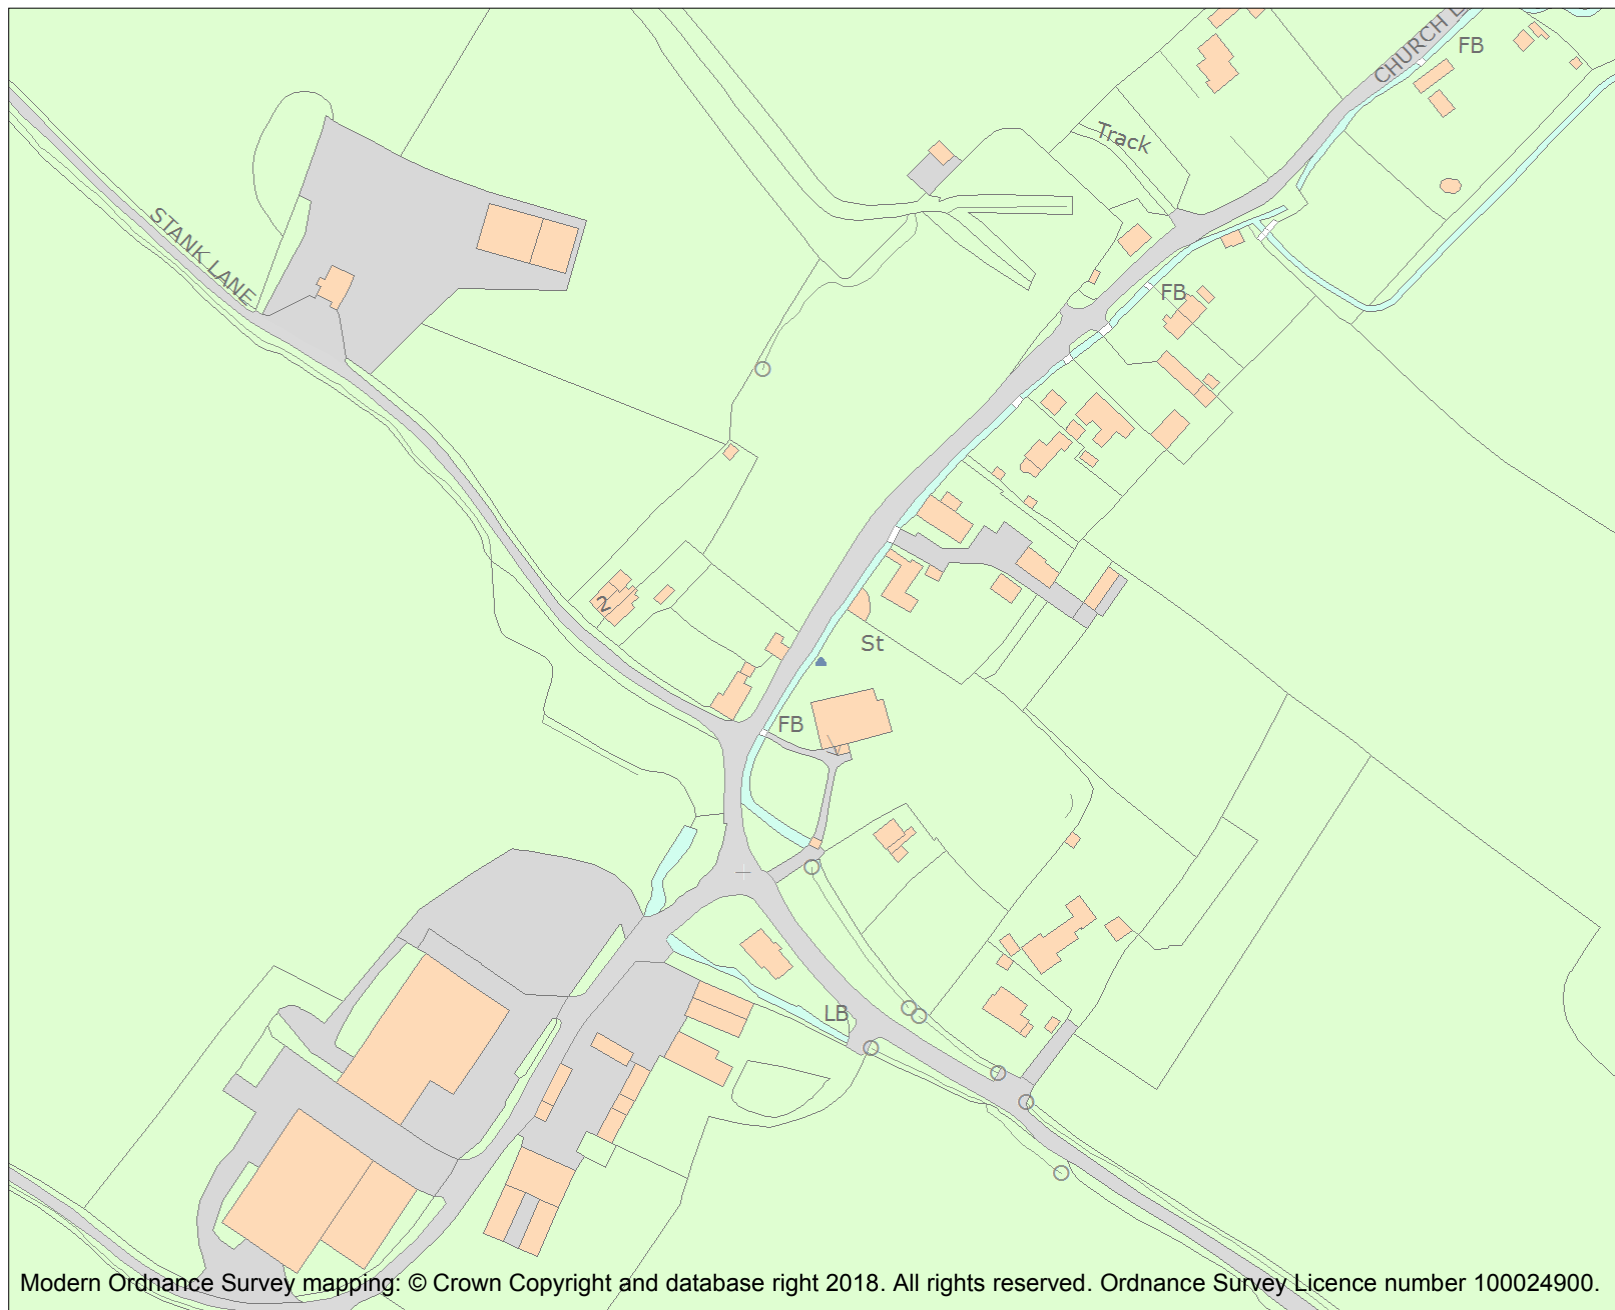 CHURCH L
FB
Track
STANK LANE
FB
2
St
FB
LB
Modern Ordnance Survey mapping: © Crown Copyright and database right 2018. All rights reserved. Ordnance Survey Licence number 100024900.